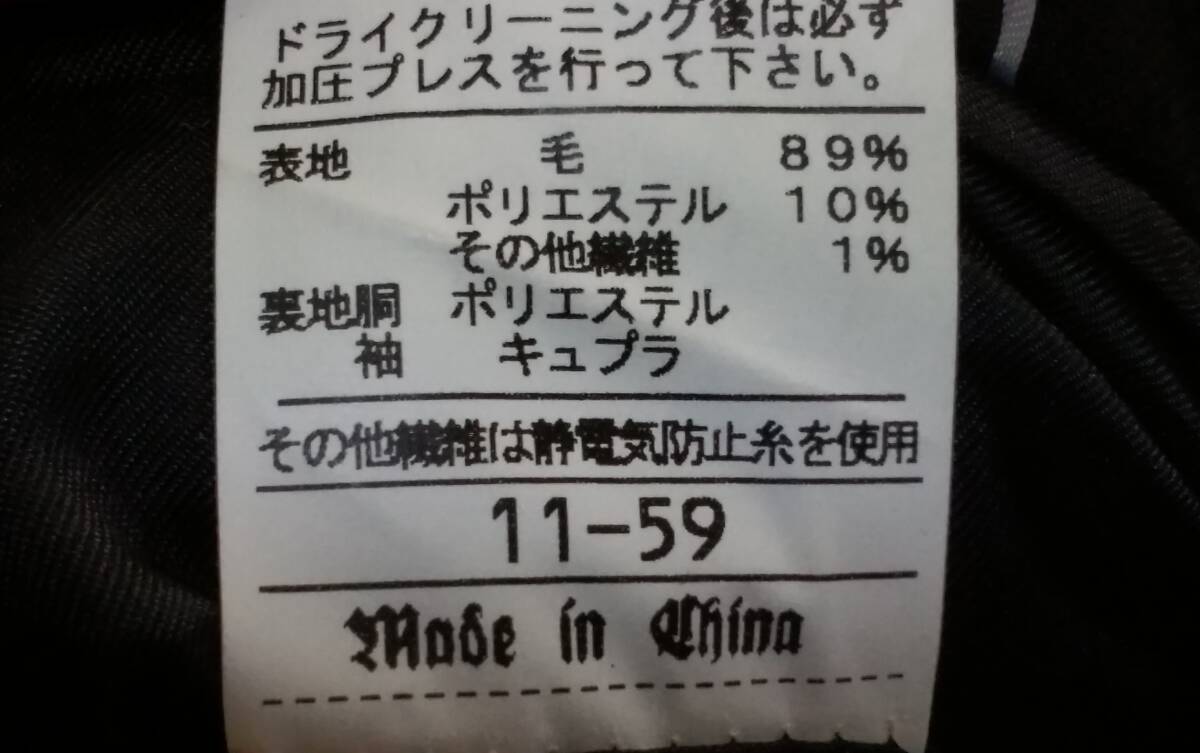 ドライクリーニング後は必ず
加圧プレスを行って下さい。
表地 毛 89%
ポリエステル 10%
その他繊維 1%
裏地胴 ポリエステル
袖 キュプラ
その他繊維は静電気防止糸を使用
11-59
Made in China